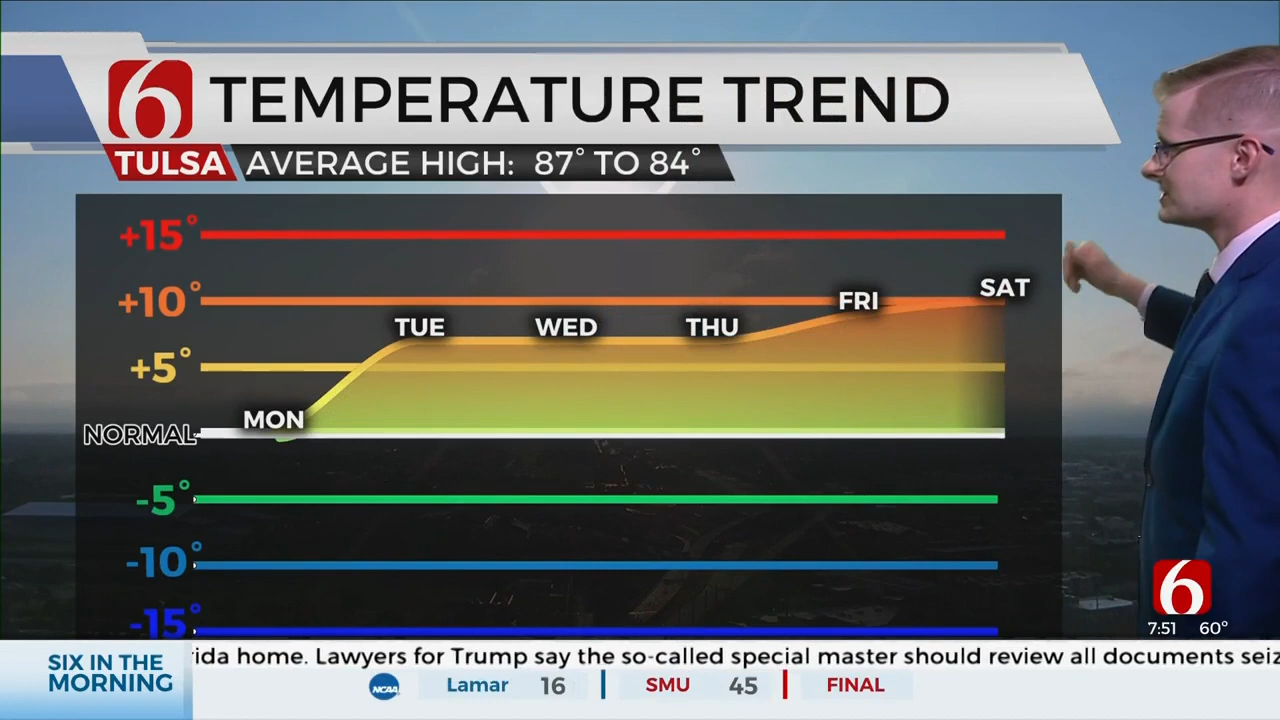 6 TEMPERATURE TREND
TULSA AVERAGE HIGH: 87° TO 84°
+15°
+10°
+5°
NORMAL
-5°
-10°
-15°
MON
TUE
WED
THU
FRI
SAT
6
7:51 60°
SIX IN THE
MORNING
rida home. Lawyers for Trump say the so-called special master should review all documents seiz
NCAA Lamar 16 SMU 45 FINAL